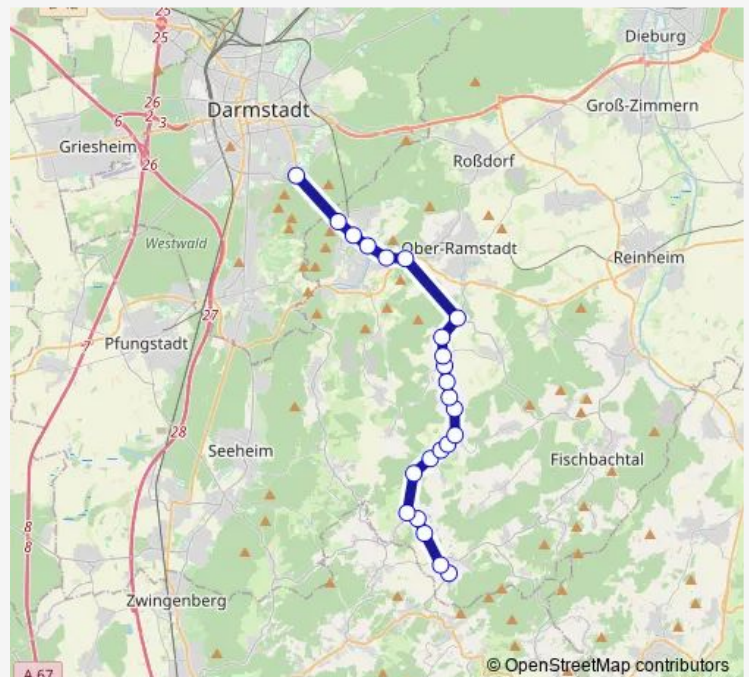 25
25
Dieburg
Darmstadt
26
2
3
6
Groß-Zimmern
Griesheim
26
Roßdorf
Westwald
Ober-Ramstadt
Reinheim
27
Pfungstadt
7
28
Seeheim
Fischbachtal
8
8
Zwingenberg
A 67
© OpenStreetMap contributors